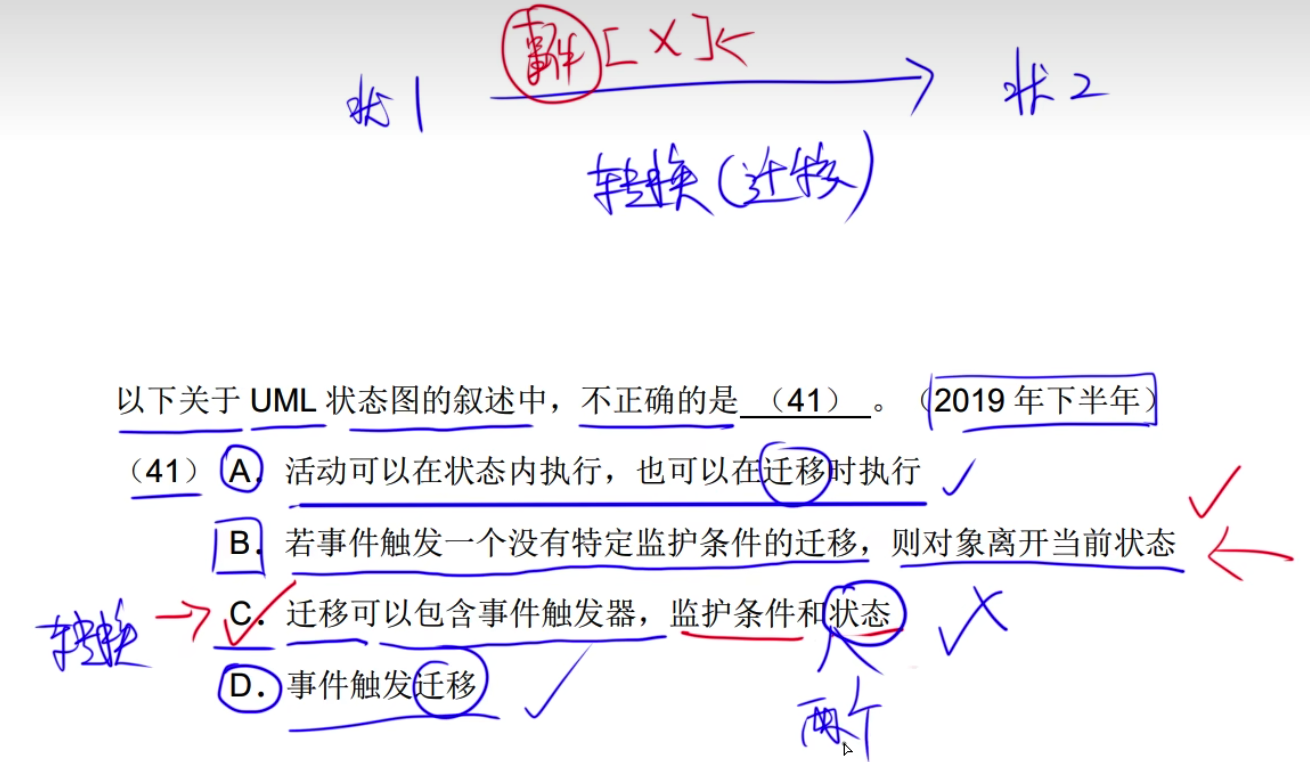 事件[X]
状1
状2
转换(迁移)
以下关于 UML 状态图的叙述中，不正确的是 （41） 。（2019 年下半年）
（41）A. 活动可以在状态内执行，也可以在迁移时执行
B. 若事件触发一个没有特定监护条件的迁移，则对象离开当前状态
转换
C. 迁移可以包含事件触发器，监护条件和状态
D. 事件触发迁移
两个